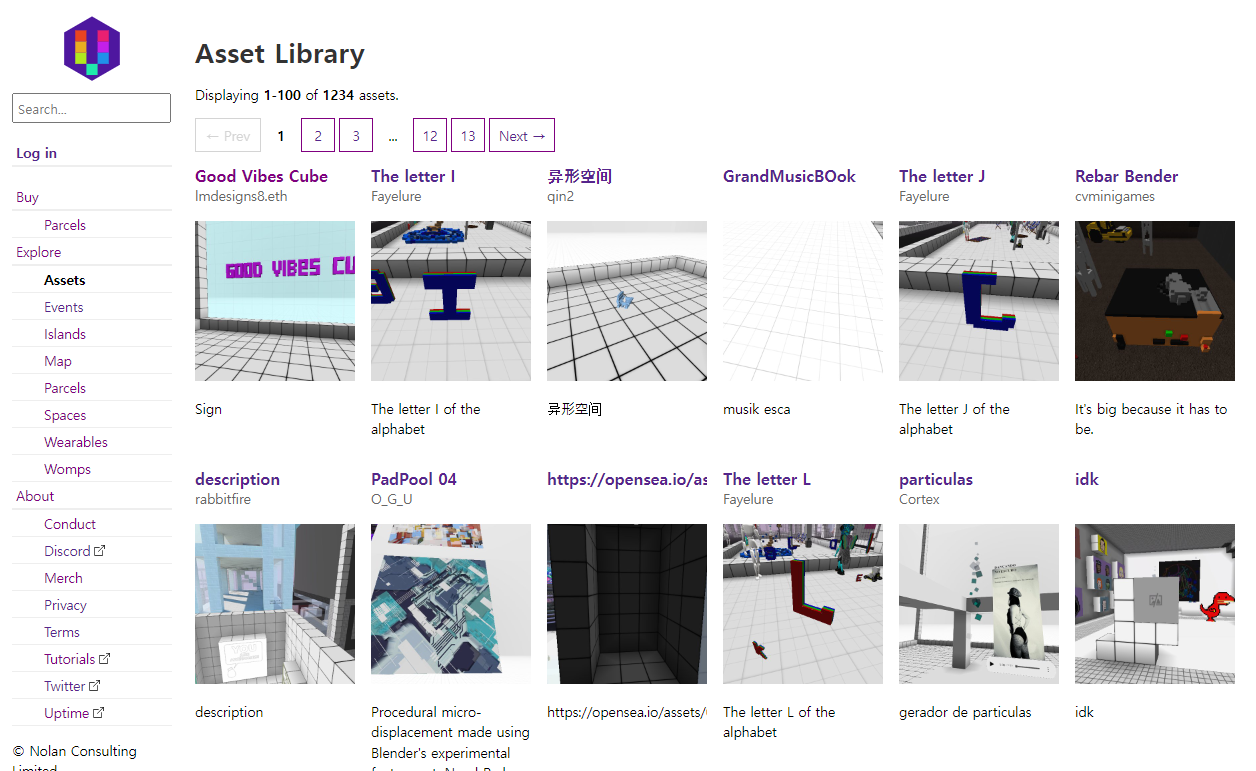 Asset Library
Displaying 1-100 of 1234 assets.
← Prev 1 2 3 ... 12 13 Next →
Search...
Log in
Buy
Parcels
Explore
Assets
Events
Islands
Map
Parcels
Spaces
Wearables
Womps
About
Conduct
Discord
Merch
Privacy
Terms
Tutorials
Twitter
Uptime
© Nolan Consulting
Limited
Good Vibes Cube
lmdesigns8.eth
GOOD VIBES CU
Sign
The letter I
Fayelure
The letter I of the
alphabet
异形空间
qin2
异形空间
GrandMusicBOok
musik esca
The letter J
Fayelure
The letter J of the
alphabet
Rebar Bender
cvminigames
It's big because it has to
be.
description
rabbitfire
description
PadPool 04
O_G_U
Procedural micro-
displacement made using
Blender's experimental
https://opensea.io/as
https://opensea.io/assets/
The letter L
Fayelure
The letter L of the
alphabet
particulas
Cortex
gerador de particulas
idk
idk